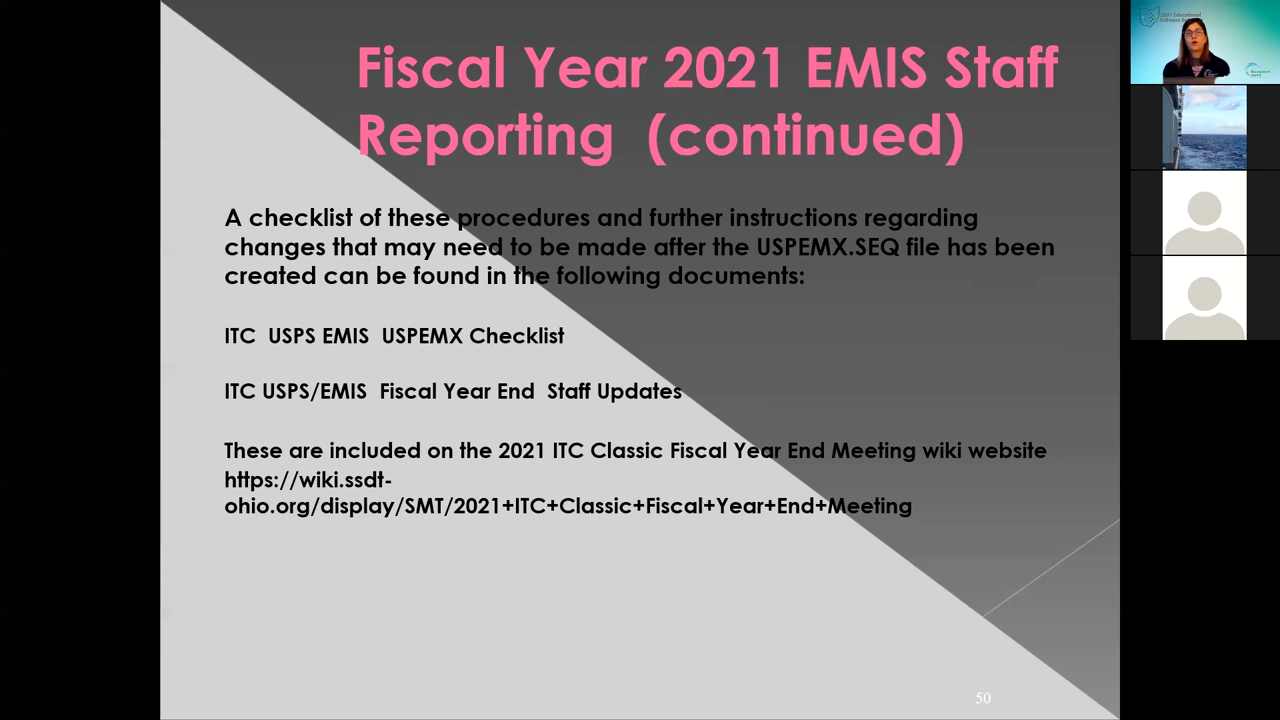 Fiscal Year 2021 EMIS Staff
Reporting (continued)
A checklist of these procedures and further instructions regarding
changes that may need to be made after the USPEMX.SEQ file has been
created can be found in the following documents:
ITC USPS EMIS USPEMX Checklist
ITC USPS/EMIS Fiscal Year End Staff Updates
These are included on the 2021 ITC Classic Fiscal Year End Meeting wiki website
https://wiki.ssdt-
ohio.org/display/SMT/2021+ITC+Classic+Fiscal+Year+End+Meeting
50